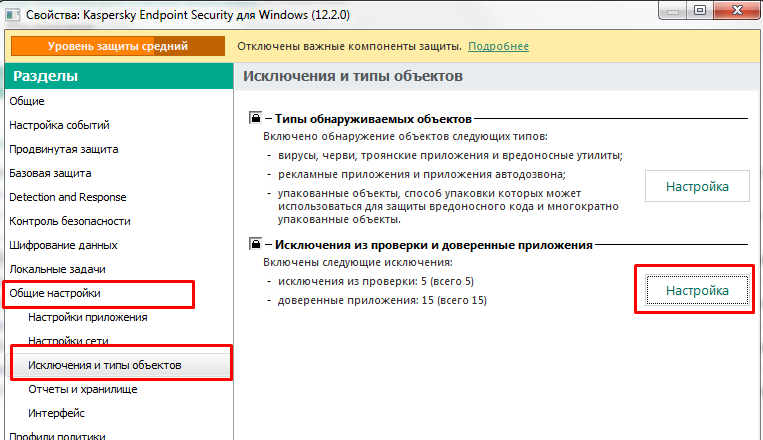 Свойства: Kaspersky Endpoint Security для Windows (12.2.0)
Уровень защиты средний
Отключены важные компоненты защиты. Подробнее
Разделы
Общие
Настройка событий
Продвинутая защита
Базовая защита
Detection and Response
Контроль безопасности
Шифрование данных
Локальные задачи
Общие настройки
Настройки приложения
Настройки сети
Исключения и типы объектов
Отчеты и хранилище
Интерфейс
Профили политики
Исключения и типы объектов
Типы обнаруживаемых объектов
Включено обнаружение объектов следующих типов:
- вирусы, черви, троянские приложения и вредоносные утилиты;
- рекламные приложения и приложения автодозвона;
- упакованные объекты, способ упаковки которых может
использоваться для защиты вредоносного кода и многократно
упакованные объекты.
Настройка
Исключения из проверки и доверенные приложения
Включены следующие исключения:
- исключения из проверки: 5 (всего 5)
- доверенные приложения: 15 (всего 15)
Настройка